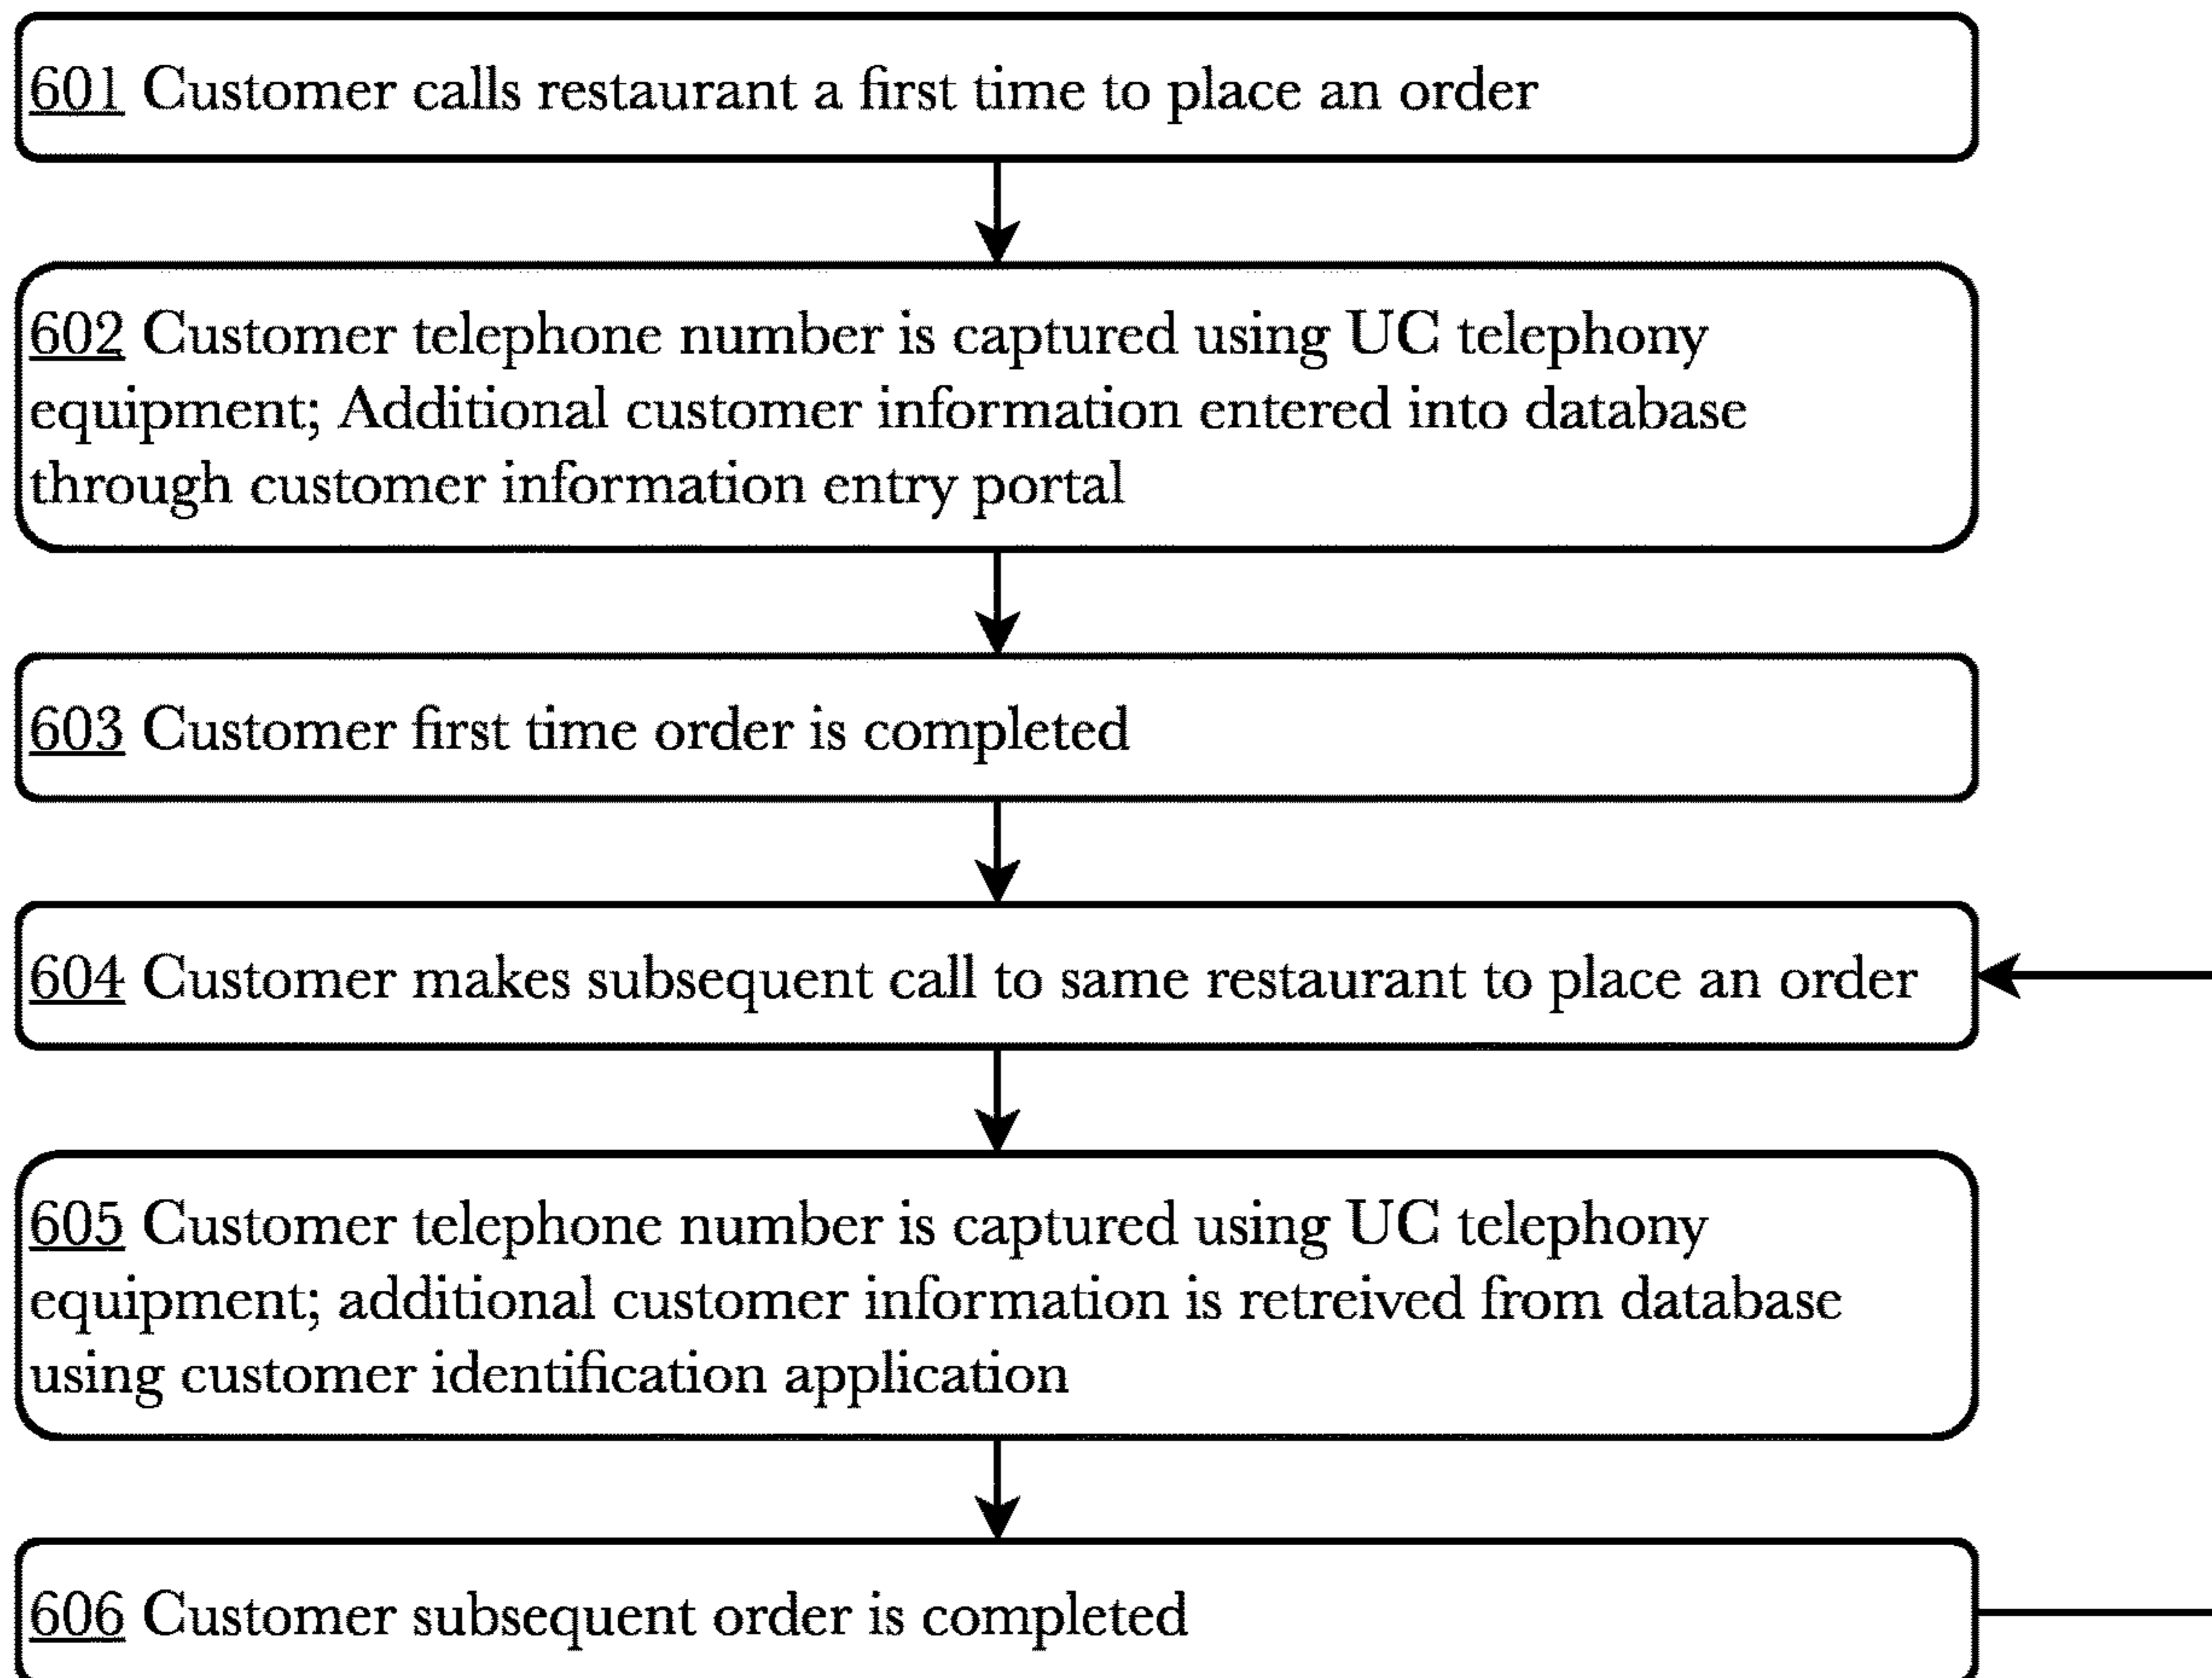 601 Customer calls restaurant a first time to place an order
602 Customer telephone number is captured using UC telephony
equipment; Additional customer information entered into database
through customer information entry portal
603 Customer first time order is completed
604 Customer makes subsequent call to same restaurant to place an order
605 Customer telephone number is captured using UC telephony
equipment; additional customer information is retreived from database
using customer identification application
606 Customer subsequent order is completed